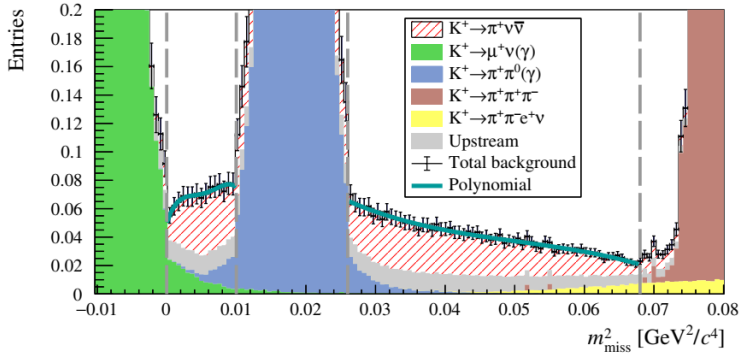 Entries
0.2
0.18
0.16
0.14
0.12
0.1
0.08
0.06
0.04
0.02
0
K⁺→π⁺νν̅
K⁺→μ⁺ν(γ)
K⁺→π⁺π⁰(γ)
K⁺→π⁺π⁺π⁻
K⁺→π⁺π⁻e⁺ν
Upstream
Total background
Polynomial
−0.01 0 0.01 0.02 0.03 0.04 0.05 0.06 0.07 0.08
m²miss [GeV²/c⁴]